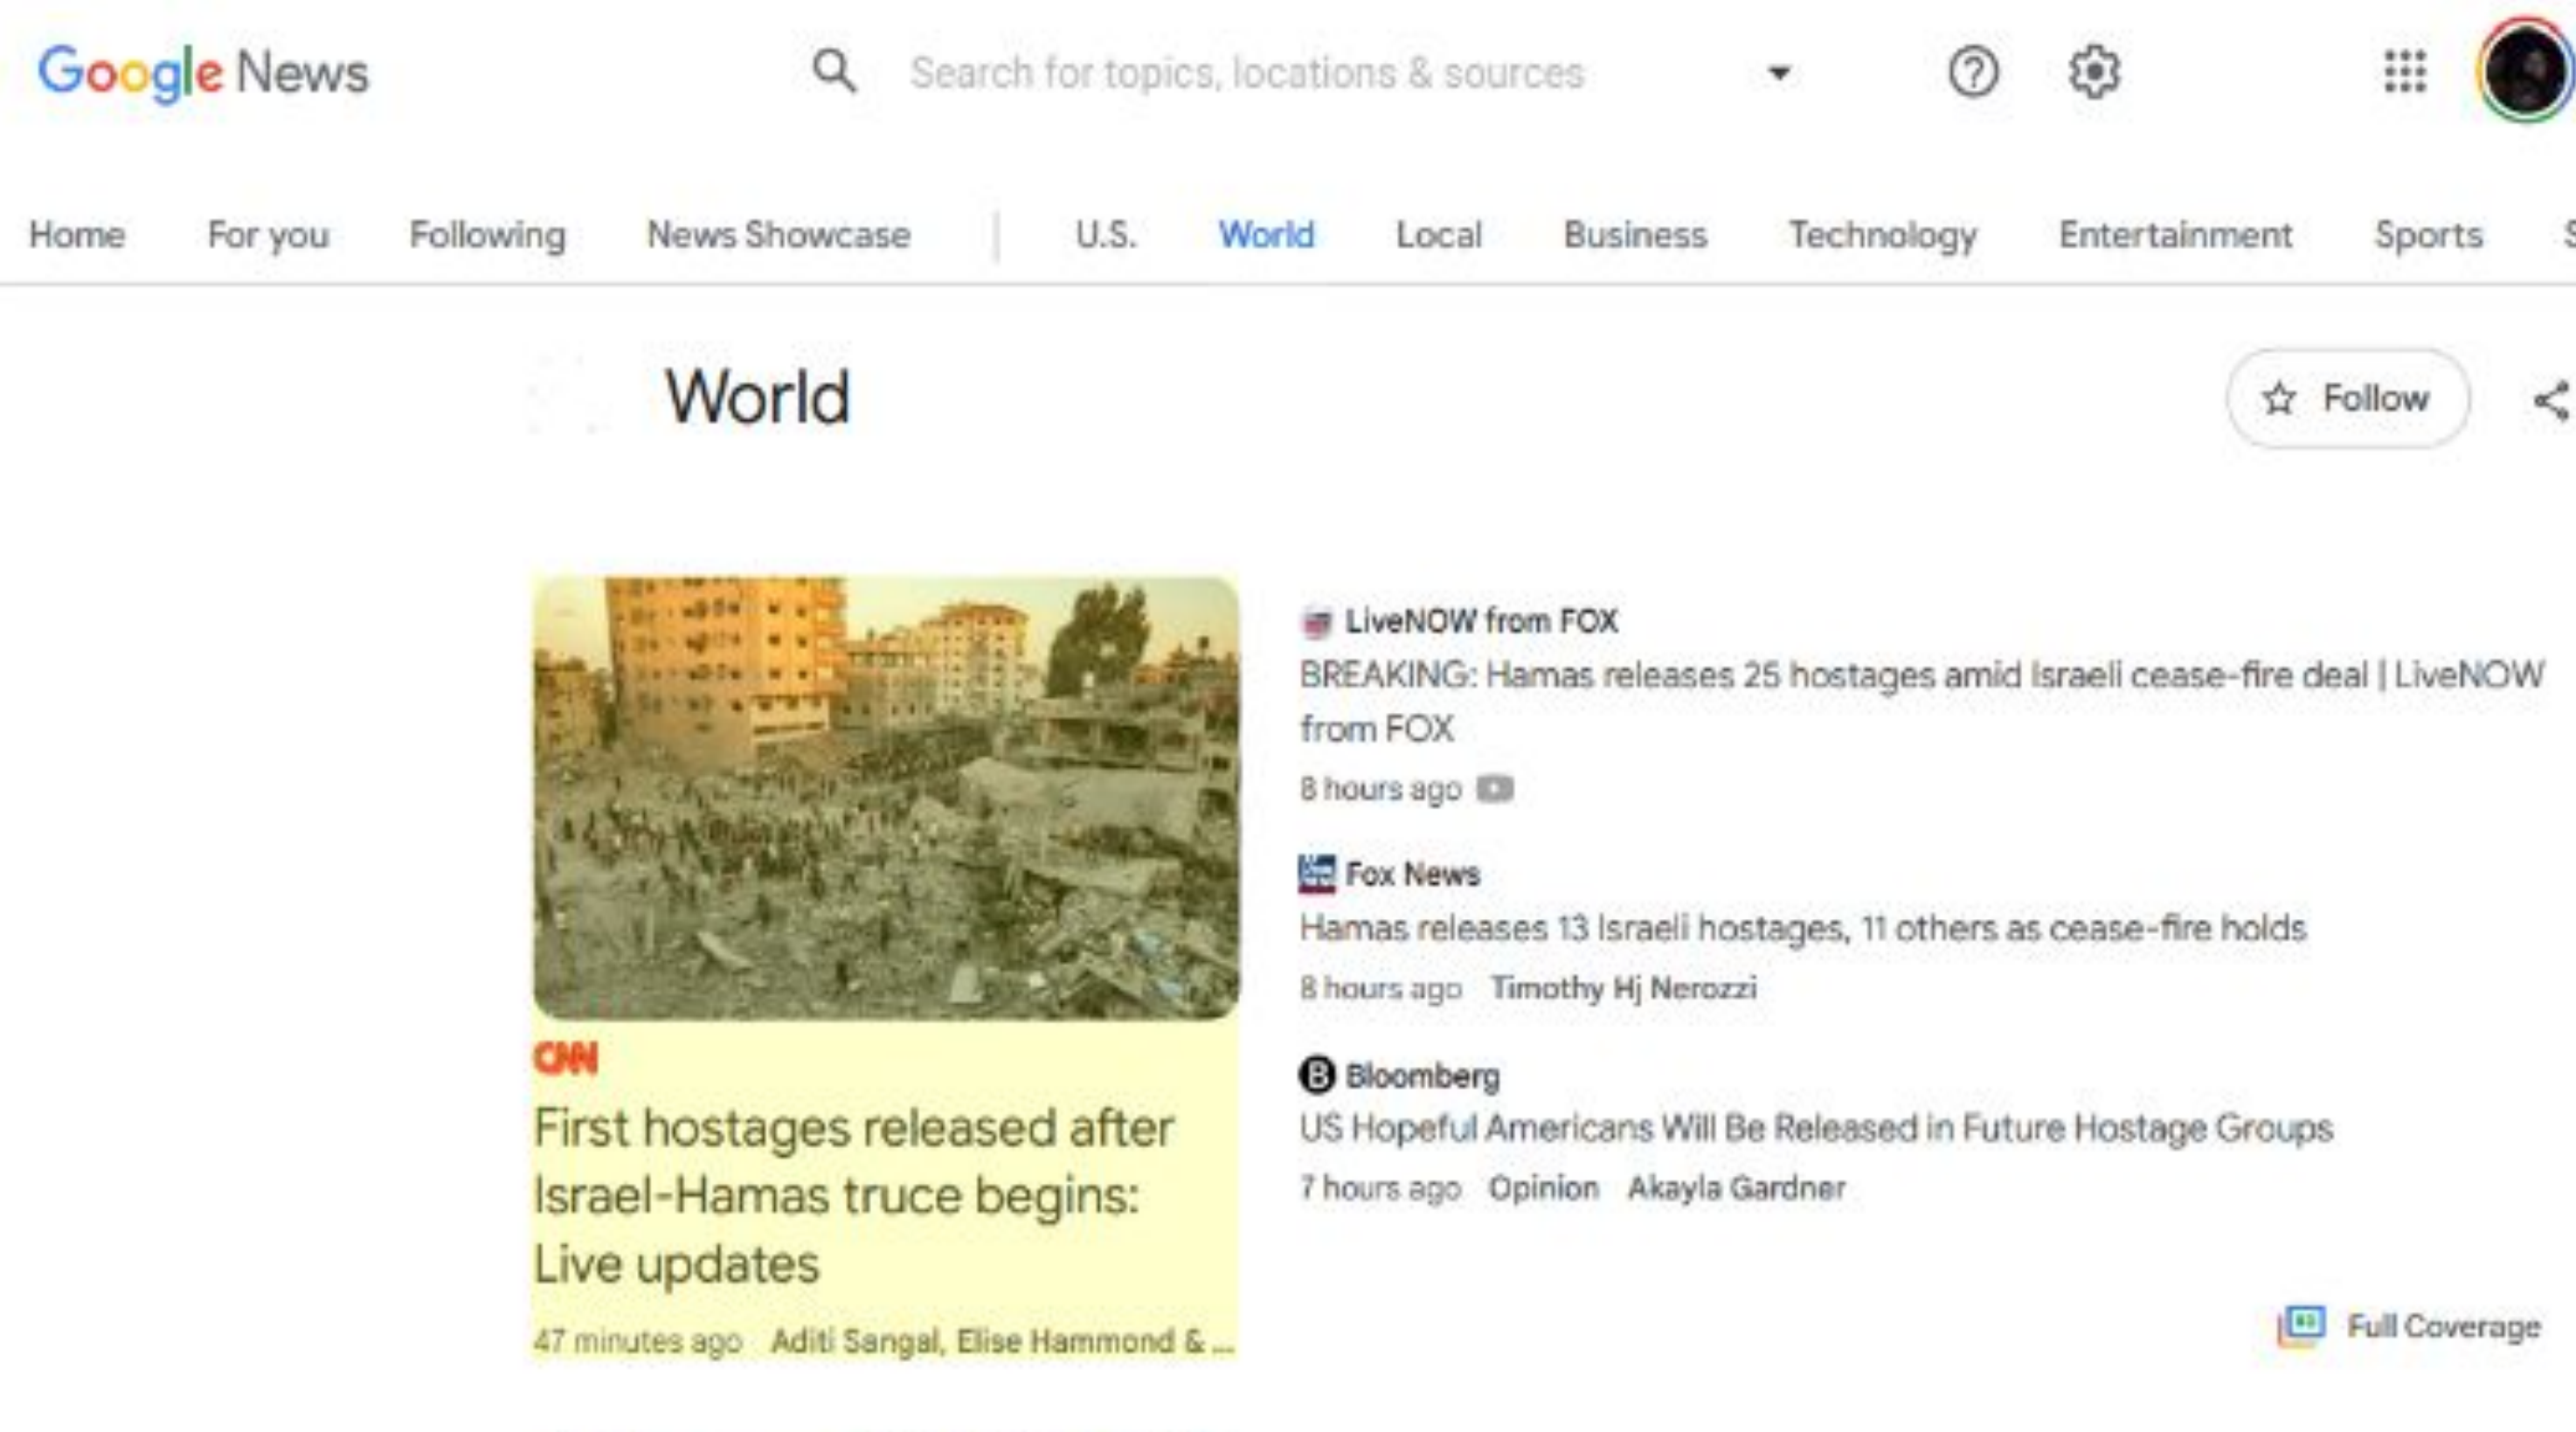 Google News
Search for topics, locations & sources
Home For you Following News Showcase U.S. World Local Business Technology Entertainment Sports S
World
Follow
CNN
First hostages released after
Israel-Hamas truce begins:
Live updates
47 minutes ago Aditi Sangal, Elise Hammond & ...
LiveNOW from FOX
BREAKING: Hamas releases 25 hostages amid Israeli cease-fire deal | LiveNOW
from FOX
8 hours ago
Fox News
Hamas releases 13 Israeli hostages, 11 others as cease-fire holds
8 hours ago Timothy Hj Nerozzi
B Bloomberg
US Hopeful Americans Will Be Released in Future Hostage Groups
7 hours ago Opinion Akayla Gardner
Full Coverage